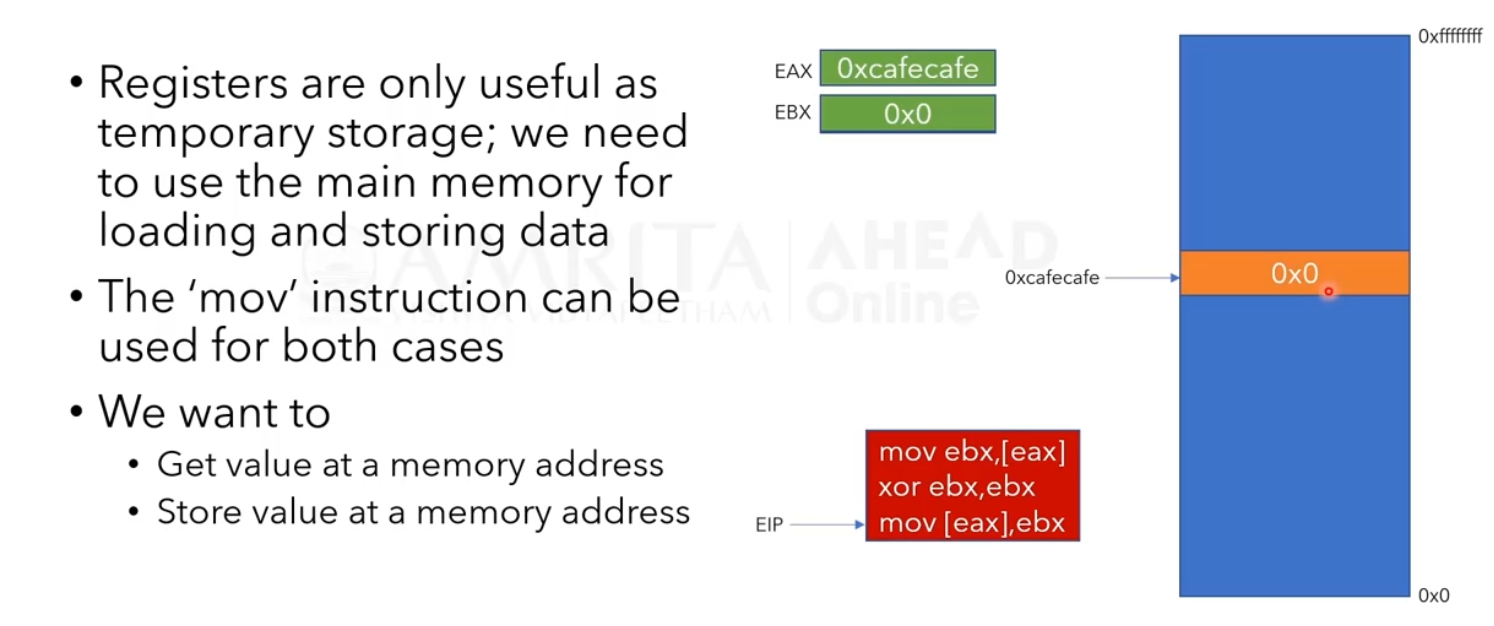 • Registers are only useful as
temporary storage; we need
to use the main memory for
loading and storing data
• The ‘mov’ instruction can be
used for both cases
• We want to
• Get value at a memory address
• Store value at a memory address
EAX 0xcafecafe
EBX 0x0
mov ebx,[eax]
xor ebx,ebx
EIP mov [eax],ebx
0xffffffff
0xcafecafe 0x0
0x0
AMRITA AHEAD
VISHWA VIDYAPEETHAM Online